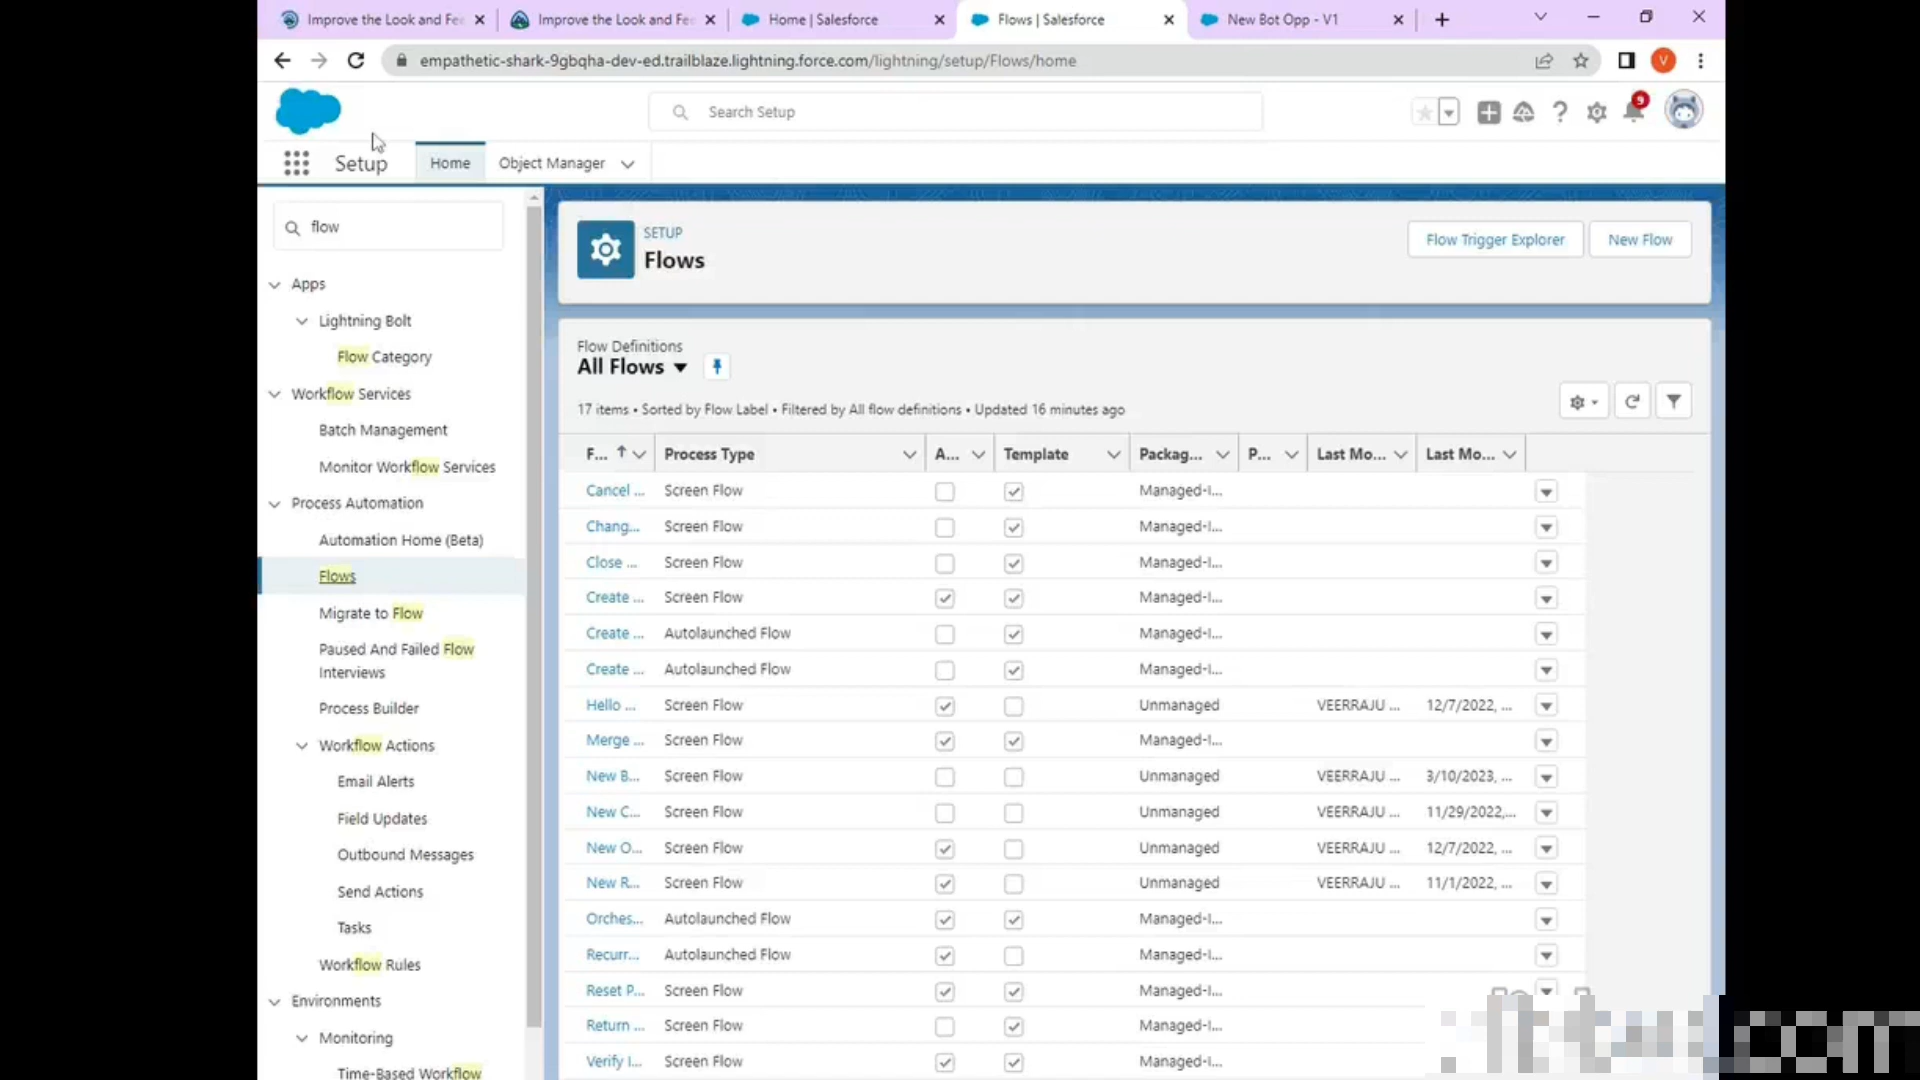 Improve the Look and Fe
Improve the Look and Fe
Home | Salesforce
Flows | Salesforce
New Bot Opp - V1
empathetic-shark-9gbqha-dev-ed.trailblaze.lightning.force.com/lightning/setup/Flows/home
V
Search Setup
9
Setup
Home
Object Manager
flow
Apps
Lightning Bolt
Flow Category
Workflow Services
Batch Management
Monitor Workflow Services
Process Automation
Automation Home (Beta)
Flows
Migrate to Flow
Paused And Failed Flow
Interviews
Process Builder
Workflow Actions
Email Alerts
Field Updates
Outbound Messages
Send Actions
Tasks
Workflow Rules
Environments
Monitoring
Time-Based Workflow
SETUP
Flows
Flow Trigger Explorer
New Flow
Flow Definitions
All Flows
17 items • Sorted by Flow Label • Filtered by All flow definitions • Updated 16 minutes ago
F... Process Type A... Template Packag... P... Last Mo... Last Mo...
Cancel ... Screen Flow Managed-I...
Chang... Screen Flow Managed-I...
Close ... Screen Flow Managed-I...
Create ... Screen Flow Managed-I...
Create ... Autolaunched Flow Managed-I...
Create ... Autolaunched Flow Managed-I...
Hello ... Screen Flow Unmanaged VEERRAJU ... 12/7/2022, ...
Merge ... Screen Flow Managed-I...
New B... Screen Flow Unmanaged VEERRAJU ... 3/10/2023, ...
New C... Screen Flow Unmanaged VEERRAJU ... 11/29/2022,...
New O... Screen Flow Unmanaged VEERRAJU ... 12/7/2022, ...
New R... Screen Flow Unmanaged VEERRAJU ... 11/1/2022, ...
Orches... Autolaunched Flow Managed-I...
Recurr... Autolaunched Flow Managed-I...
Reset P... Screen Flow Managed-I...
Return ... Screen Flow Managed-I...
Verify I... Screen Flow Managed-I...